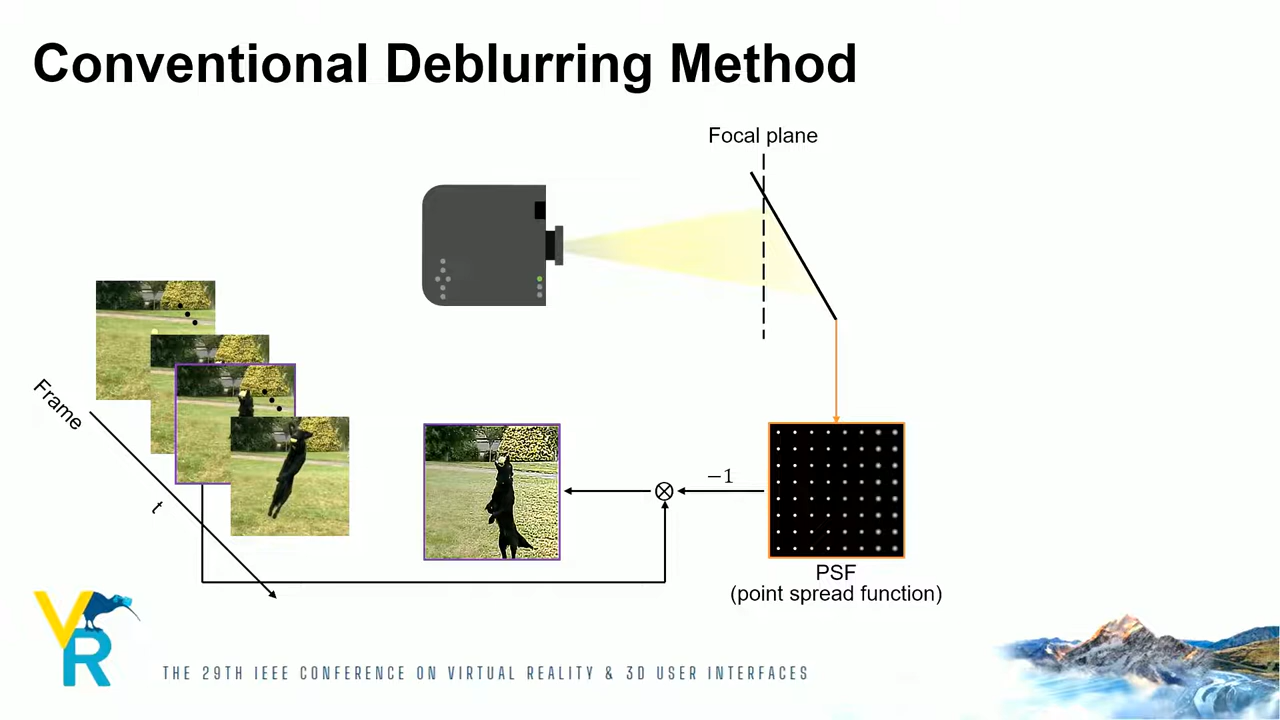 Conventional Deblurring Method
Focal plane
Frame
t
−1
PSF
(point spread function)
VR
THE 29TH IEEE CONFERENCE ON VIRTUAL REALITY & 3D USER INTERFACES